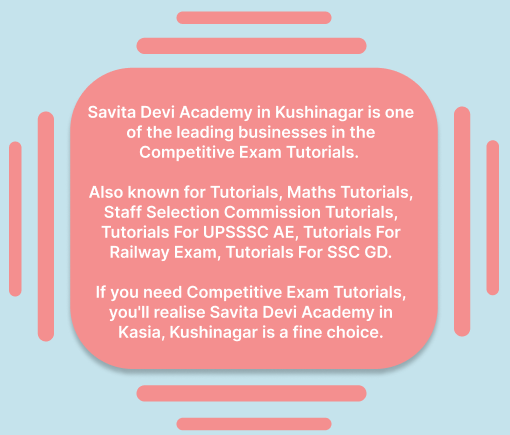 Savita Devi Academy in Kushinagar is one
of the leading businesses in the
Competitive Exam Tutorials.
Also known for Tutorials, Maths Tutorials,
Staff Selection Commission Tutorials,
Tutorials For UPSSSC AE, Tutorials For
Railway Exam, Tutorials For SSC GD.
If you need Competitive Exam Tutorials,
you'll realise Savita Devi Academy in
Kasia, Kushinagar is a fine choice.